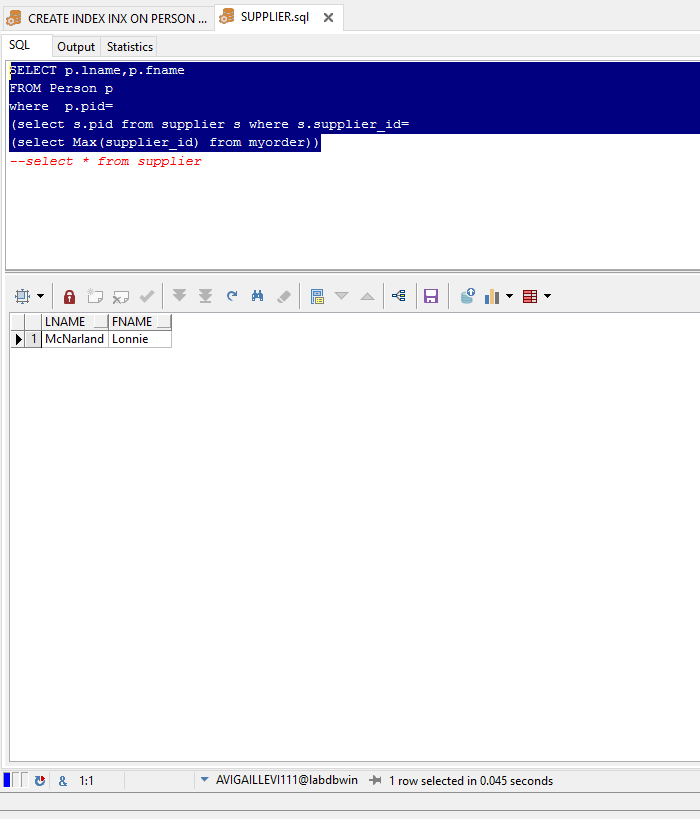 CREATE INDEX INX ON PERSON ... SUPPLIER.sql
SQL Output Statistics
SELECT p.lname,p.fname
FROM Person p
where  p.pid=
(select s.pid from supplier s where s.supplier_id=
(select Max(supplier_id) from myorder))
--select * from supplier
LNAME FNAME
1 McNarland Lonnie
& 1:1 AVIGAILLEVI111@labdbwin 1 row selected in 0.045 seconds